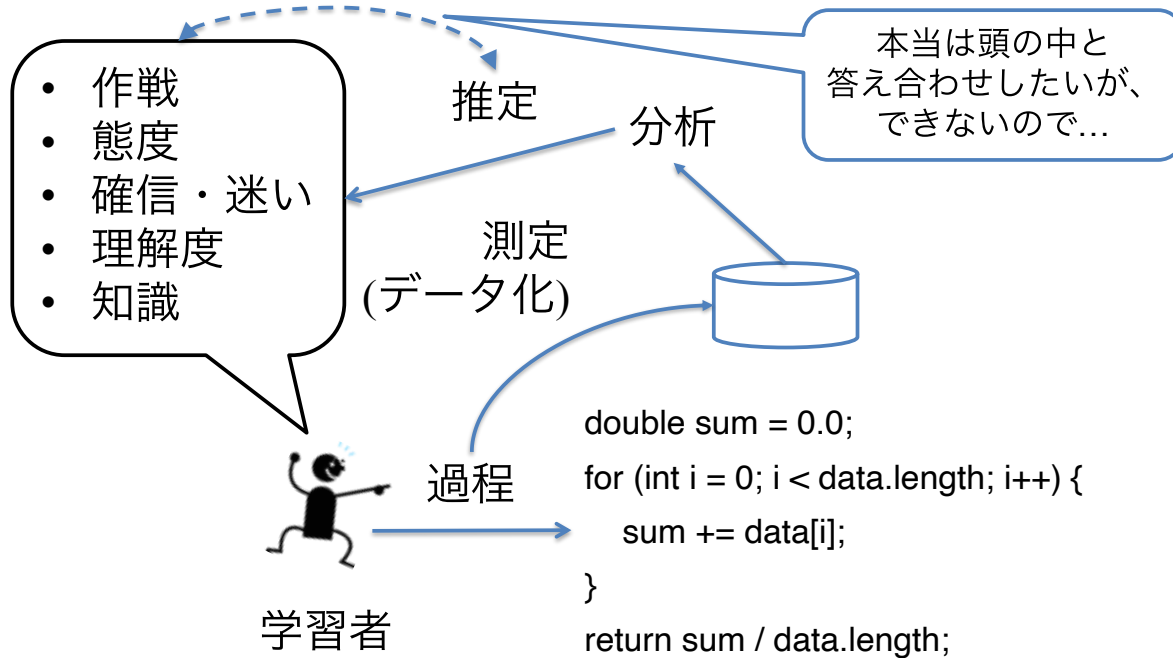 本当は頭の中と
答え合わせしたいが、
できないので…
• 作戦
• 態度
• 確信・迷い
• 理解度
• 知識
推定
分析
測定
(データ化)
過程
学習者
double sum = 0.0;
for (int i = 0; i < data.length; i++) {
sum += data[i];
}
return sum / data.length;